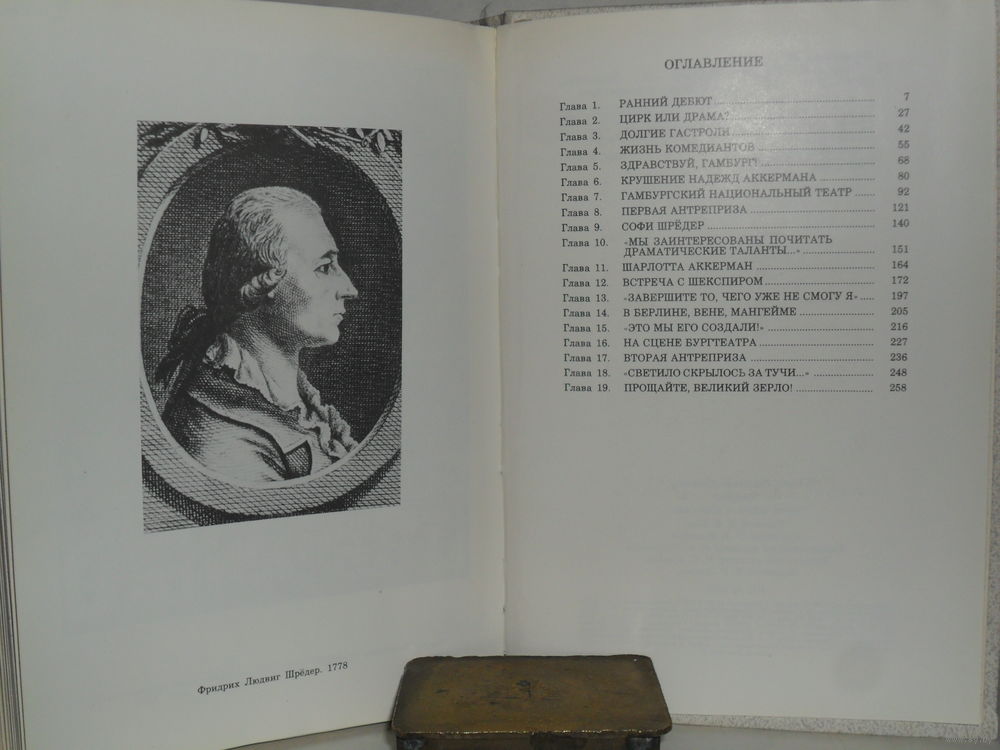 Фридрих Людвиг Шрёдер. 1778
ОГЛАВЛЕНИЕ
Глава 1. РАННИЙ ДЕБЮТ 7
Глава 2. ЦИРК ИЛИ ДРАМА? 27
Глава 3. ДОЛГИЕ ГАСТРОЛИ 42
Глава 4. ЖИЗНЬ КОМЕДИАНТОВ 55
Глава 5. ЗДРАВСТВУЙ, ГАМБУРГ! 68
Глава 6. КРУШЕНИЕ НАДЕЖД АККЕРМАНА 80
Глава 7. ГАМБУРГСКИЙ НАЦИОНАЛЬНЫЙ ТЕАТР 92
Глава 8. ПЕРВАЯ АНТРЕПРИЗА 121
Глава 9. СОФИ ШРЁДЕР 140
Глава 10. «МЫ ЗАИНТЕРЕСОВАНЫ ПОЧИТАТЬ
ДРАМАТИЧЕСКИЕ ТАЛАНТЫ...» 151
Глава 11. ШАРЛОТТА АККЕРМАН 164
Глава 12. ВСТРЕЧА С ШЕКСПИРОМ 172
Глава 13. «ЗАВЕРШИТЕ ТО, ЧЕГО УЖЕ НЕ СМОГУ Я» 197
Глава 14. В БЕРЛИНЕ, ВЕНЕ, МАНГЕЙМЕ 205
Глава 15. «ЭТО МЫ ЕГО СОЗДАЛИ!» 216
Глава 16. НА СЦЕНЕ БУРГТЕАТРА 227
Глава 17. ВТОРАЯ АНТРЕПРИЗА 236
Глава 18. «СВЕТИЛО СКРЫЛОСЬ ЗА ТУЧИ...» 248
Глава 19. ПРОЩАЙТЕ, ВЕЛИКИЙ ЗЕРЛО! 258